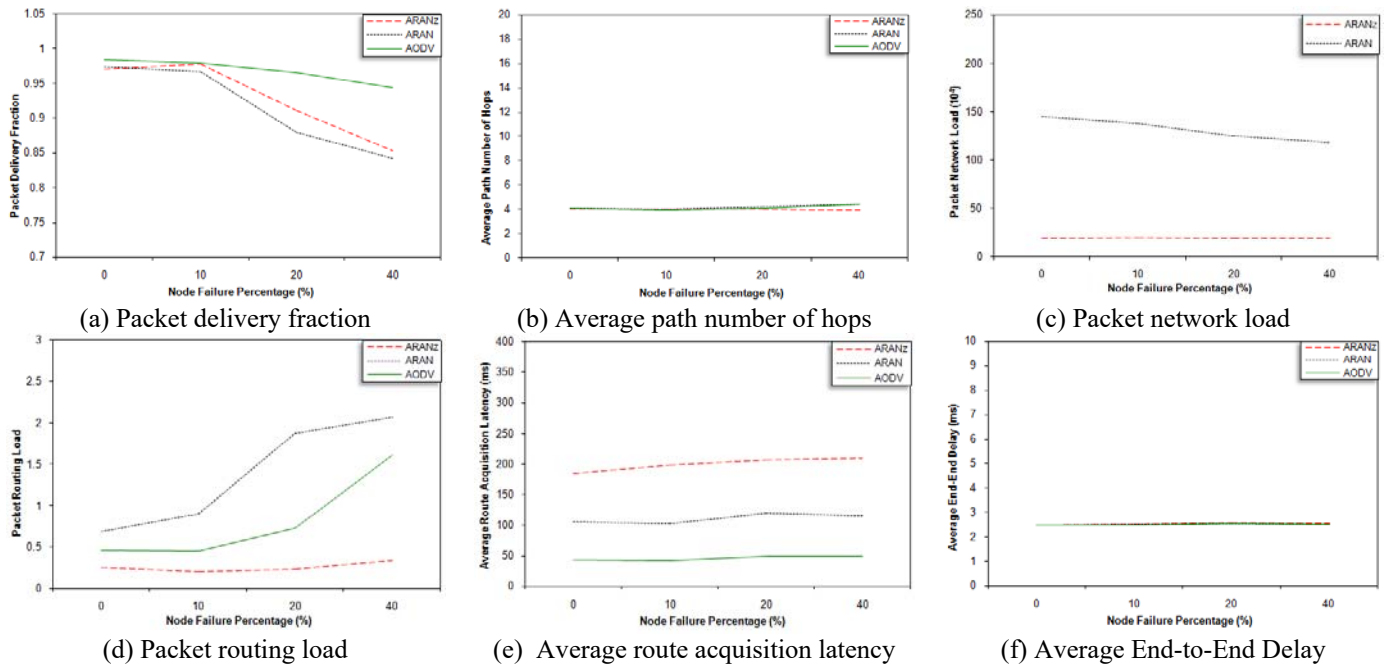 1.05
1
0.95
0.9
0.85
0.8
0.75
0.7
Packet Delivery Fraction
ARANz
ARAN
AODV
0 10 20 40
Node Failure Percentage (%)
(a) Packet delivery fraction
20
18
16
14
12
10
8
6
4
2
0
Average Path Number of Hops
ARANz
ARAN
AODV
0 10 20 40
Node Failure Percentage (%)
(b) Average path number of hops
250
200
150
100
50
0
ARANz
ARAN
0 10 20 40
Node Failure Percentage (%)
(c) Packet network load
3
2.5
2
1.5
1
0.5
0
Packet Routing Load
ARANz
ARAN
AODV
0 10 20 40
Node Failure Percentage (%)
(d) Packet routing load
400
350
300
250
200
150
100
50
0
Average Route Acquisition Latency (ms)
ARANz
ARAN
AODV
0 10 20 40
Node Failure Percentage (%)
(e) Average route acquisition latency
10
9
8
7
6
5
4
3
2
1
0
Average End-End Delay (ms)
ARANz
ARAN
AODV
0 10 20 40
Node Failure Percentage (%)
(f) Average End-to-End Delay